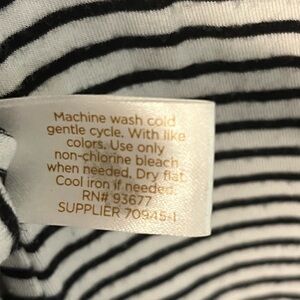 Machine wash cold
gentle cycle. With like
colors. Use only
non-chlorine bleach
when needed. Dry flat.
Cool iron if needed.
RN# 93677
SUPPLIER 70945-1